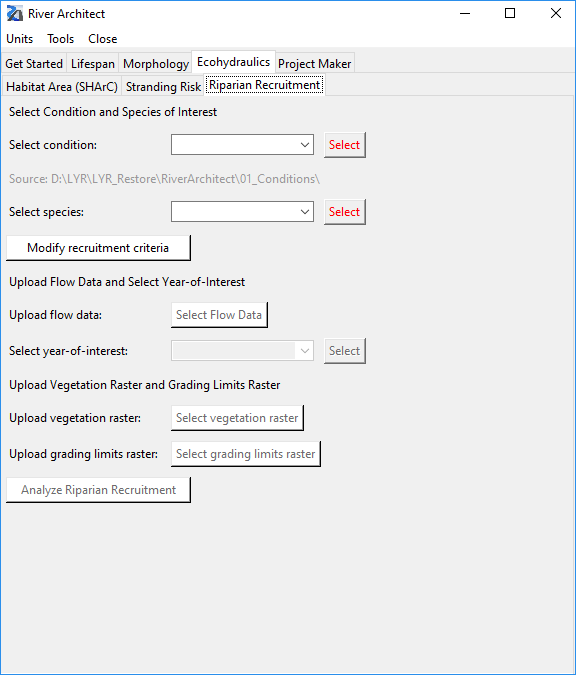 River Architect
Units Tools Close
Get Started Lifespan Morphology Ecohydraulics Project Maker
Habitat Area (SHArC) Stranding Risk Riparian Recruitment
Select Condition and Species of Interest
Select condition: Select
Source: D:\LYR\LYR_Restore\RiverArchitect\01_Conditions\
Select species: Select
Modify recruitment criteria
Upload Flow Data and Select Year-of-Interest
Upload flow data: Select Flow Data
Select year-of-interest: Select
Upload Vegetation Raster and Grading Limits Raster
Upload vegetation raster: Select vegetation raster
Upload grading limits raster: Select grading limits raster
Analyze Riparian Recruitment